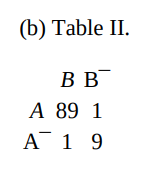 (b) Table II.
B B¯
A 89 1
A¯ 1 9